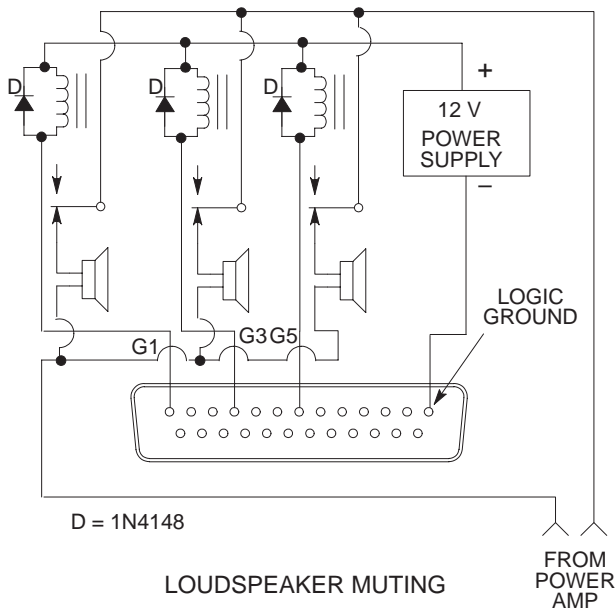 D
D
D
+
12 V
POWER
SUPPLY
–
LOGIC
GROUND
G1
G3
G5
D = 1N4148
LOUDSPEAKER MUTING
FROM
POWER
AMP